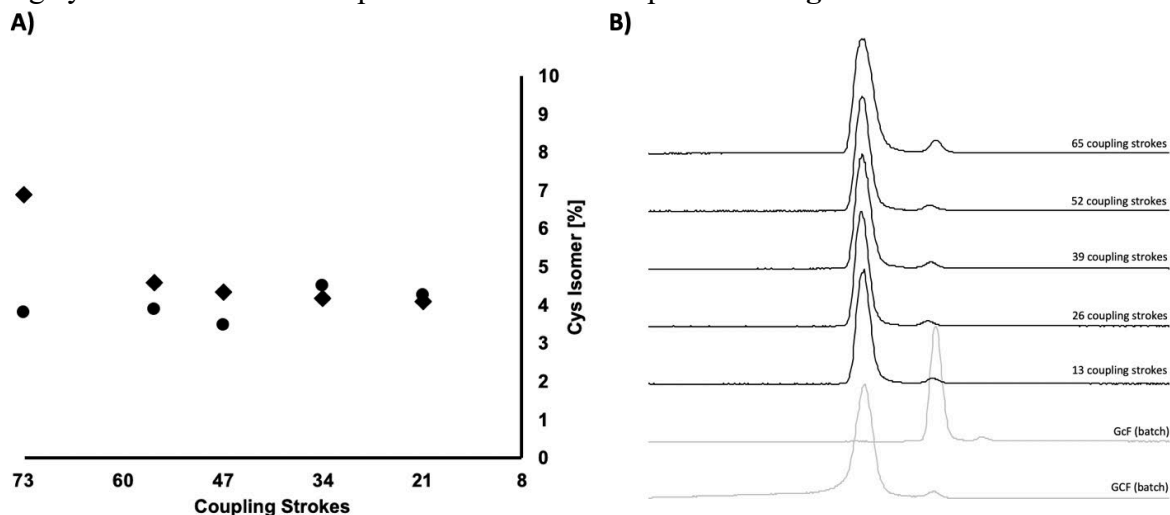 A)
10
9
8
7
6
5
4
3
2
1
0
Cys Isomer [%]
73 60 47 34 21 8
Coupling Strokes
B)
65 coupling strokes
52 coupling strokes
39 coupling strokes
26 coupling strokes
13 coupling strokes
GcF (batch)
GCF (batch)